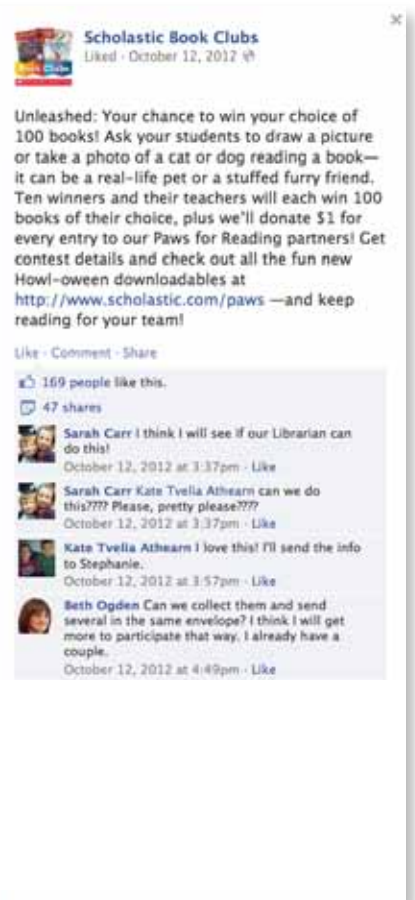 ×
Book Clubs
Scholastic Book Clubs
Liked · October 12, 2012
Unleashed: Your chance to win your choice of
100 books! Ask your students to draw a picture
or take a photo of a cat or dog reading a book—
it can be a real-life pet or a stuffed furry friend.
Ten winners and their teachers will each win 100
books of their choice, plus we'll donate $1 for
every entry to our Paws for Reading partners! Get
contest details and check out all the fun new
Howl-oween downloadables at
http://www.scholastic.com/paws —and keep
reading for your team!
Like · Comment · Share
169 people like this.
47 shares
Sarah Carr I think I will see if our Librarian can
do this!
October 12, 2012 at 3:37pm · Like
Sarah Carr Kate Tvelia Athearn can we do
this???? Please, pretty please????
October 12, 2012 at 3:37pm · Like
Kate Tvelia Athearn I love this! I'll send the info
to Stephanie.
October 12, 2012 at 3:57pm · Like
Beth Ogden Can we collect them and send
several in the same envelope? I think I will get
more to participate that way. I already have a
couple.
October 12, 2012 at 4:49pm · Like